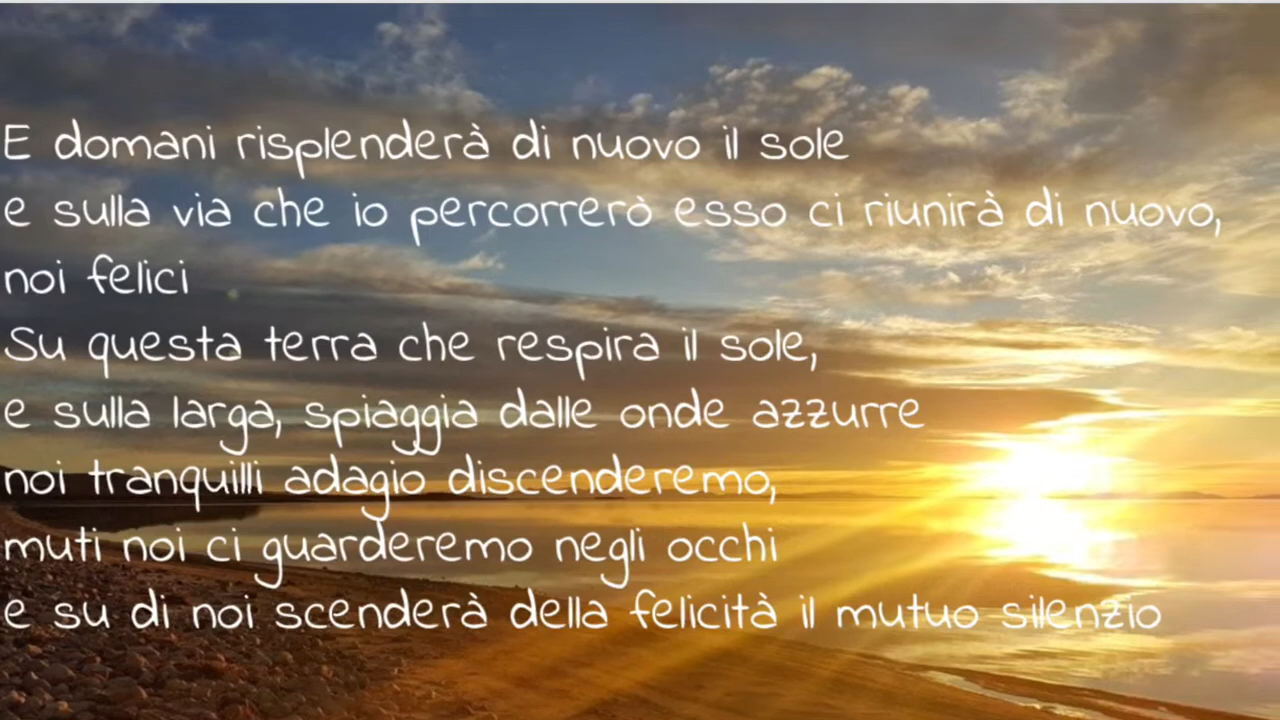 E domani risplenderà di nuovo il sole
e sulla via che io percorrerò esso ci riunirà di nuovo,
noi felici
Su questa terra che respira il sole,
e sulla larga, spiaggia dalle onde azzurre
noi tranquilli adagio discenderemo,
muti noi ci guarderemo negli occhi
e su di noi scenderà della felicità il mutuo silenzio